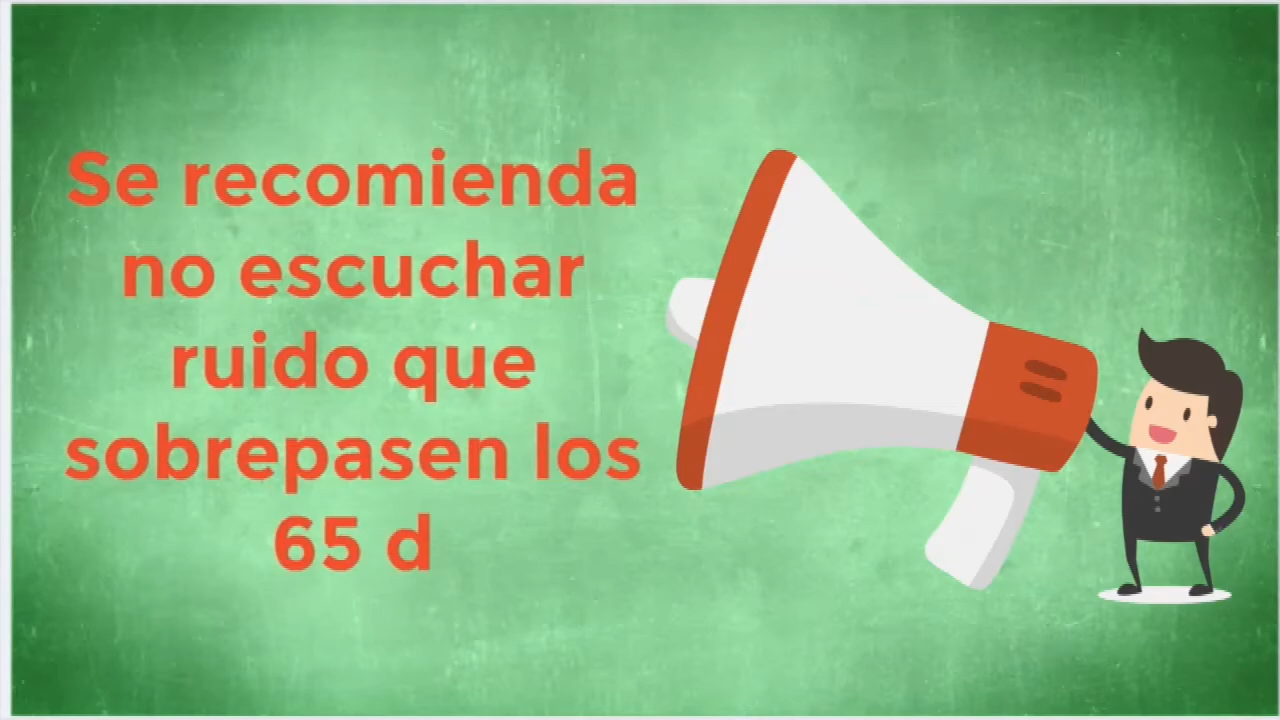 Se recomienda
no escuchar
ruido que
sobrepasen los
65 d